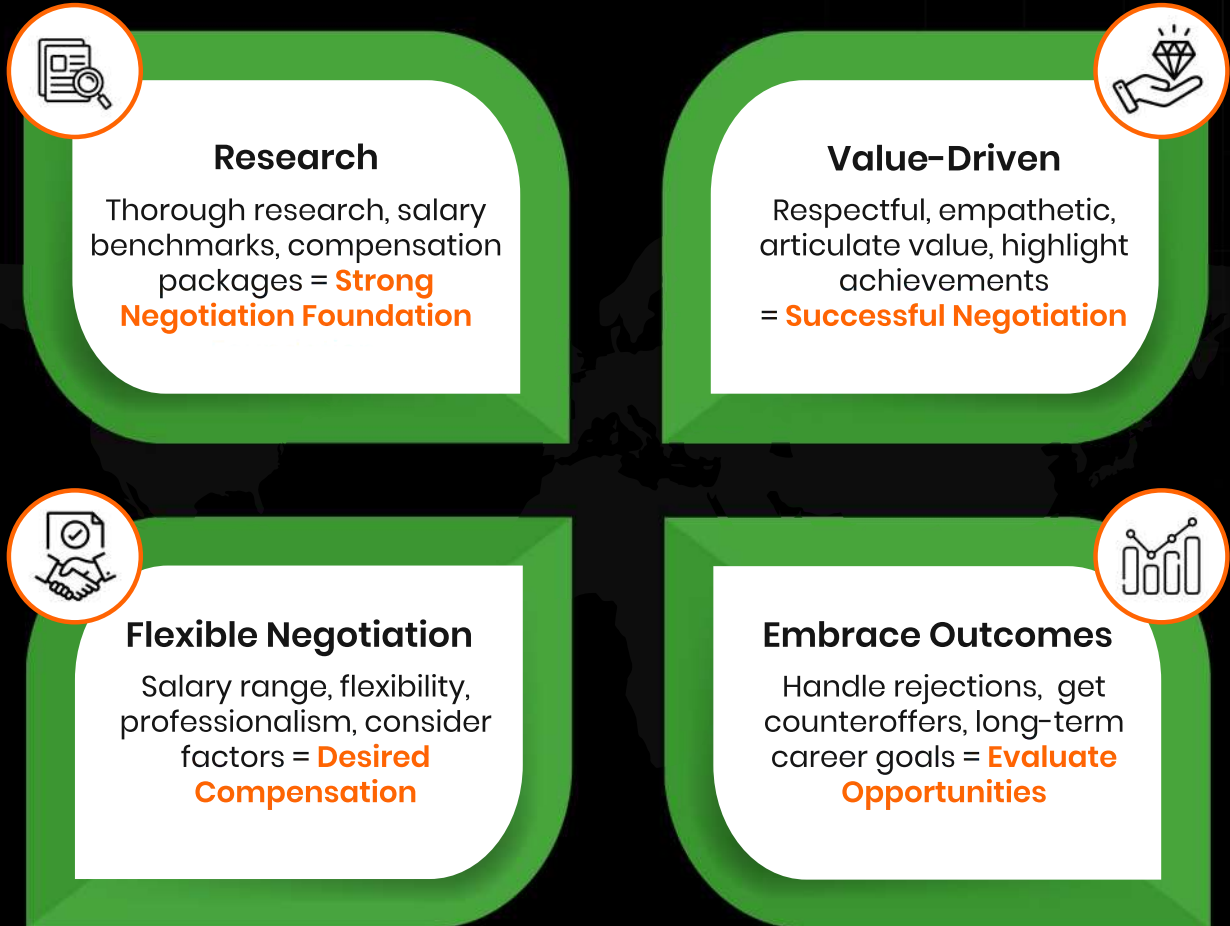 Research
Thorough research, salary
benchmarks, compensation
packages = Strong
Negotiation Foundation
Value-Driven
Respectful, empathetic,
articulate value, highlight
achievements
= Successful Negotiation
Flexible Negotiation
Salary range, flexibility,
professionalism, consider
factors = Desired
Compensation
Embrace Outcomes
Handle rejections,  get
counteroffers, long-term
career goals = Evaluate
Opportunities